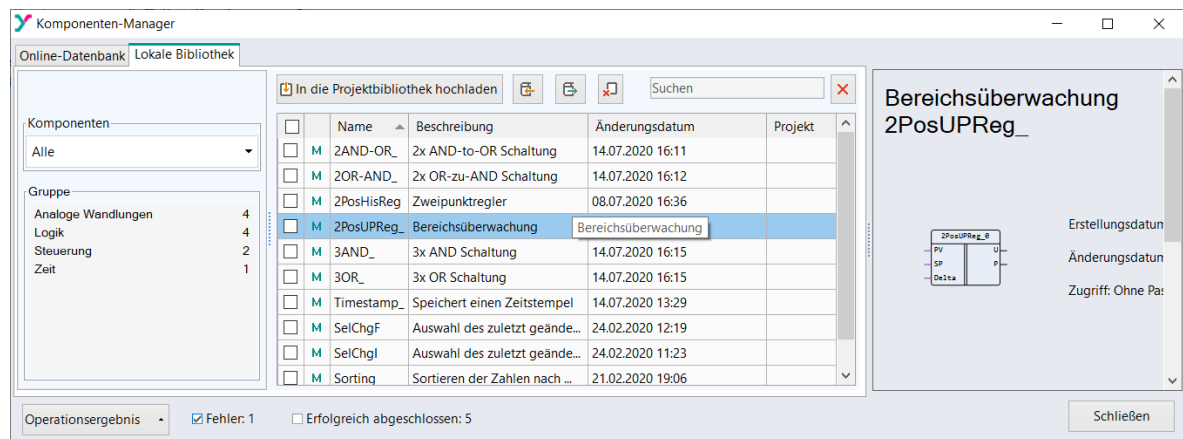 Komponenten-Manager
Online-Datenbank Lokale Bibliothek
In die Projektbibliothek hochladen Suchen
Komponenten
Alle
Gruppe
Analoge Wandlungen 4
Logik 4
Steuerung 2
Zeit 1
Name Beschreibung Änderungsdatum Projekt
M 2AND-OR_ 2x AND-to-OR Schaltung 14.07.2020 16:11
M 2OR-AND_ 2x OR-zu-AND Schaltung 14.07.2020 16:12
M 2PosHisReg Zweipunktregler 08.07.2020 16:36
M 2PosUPReg_ Bereichsüberwachung Bereichsüberwachung
M 3AND_ 3x AND Schaltung 14.07.2020 16:15
M 3OR_ 3x OR Schaltung 14.07.2020 16:15
M Timestamp_ Speichert einen Zeitstempel 14.07.2020 13:29
M SelChgF Auswahl des zuletzt geände... 24.02.2020 12:19
M SelChgI Auswahl des zuletzt geände... 24.02.2020 11:23
M Sorting Sortieren der Zahlen nach ... 21.02.2020 19:06
Bereichsüberwachung
2PosUPReg_
2PosUPReg_0
PV U
SP P
Delta
Erstellungsdatum
Änderungsdatum
Zugriff: Ohne Pas
Operationsergebnis Fehler: 1 Erfolgreich abgeschlossen: 5 Schließen